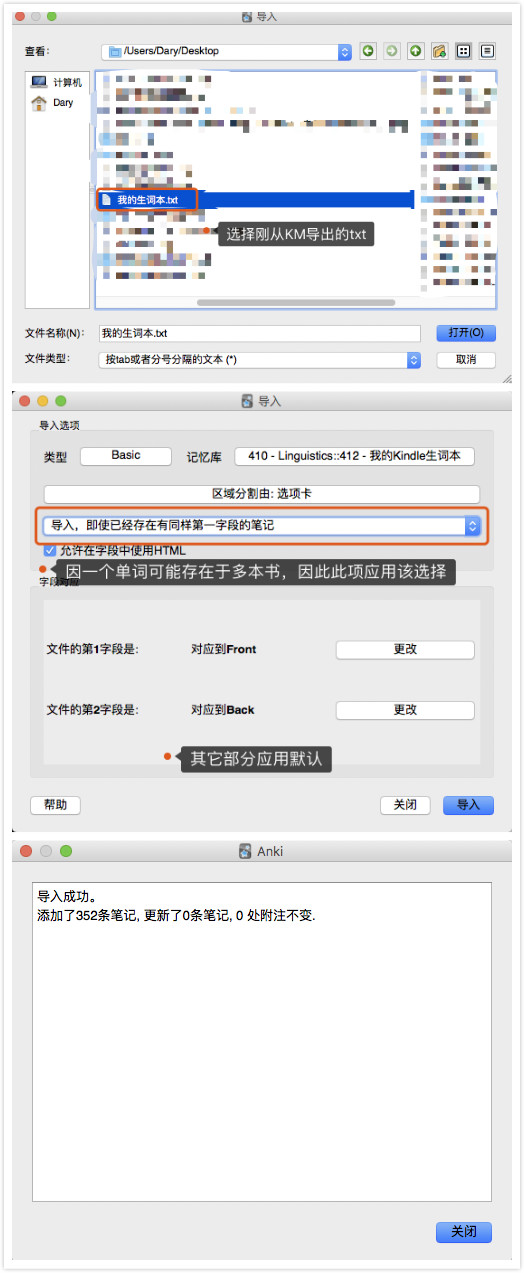 导入
查看:
/Users/Dary/Desktop
计算机
Dary
我的生词本.txt
选择刚从KM导出的txt
文件名称(N):
我的生词本.txt
打开(O)
文件类型:
按tab或者分号分隔的文本 (*)
取消
导入
导入选项
类型
Basic
记忆库
410 - Linguistics::412 - 我的Kindle生词本
区域分割由: 选项卡
导入，即使已经存在有同样第一字段的笔记
允许在字段中使用HTML
因一个单词可能存在于多本书，因此此项应用该选择
文件的第1字段是:
对应到Front
更改
文件的第2字段是:
对应到Back
更改
其它部分应用默认
帮助
关闭
导入
Anki
导入成功。
添加了352条笔记, 更新了0条笔记, 0 处附注不变.
关闭